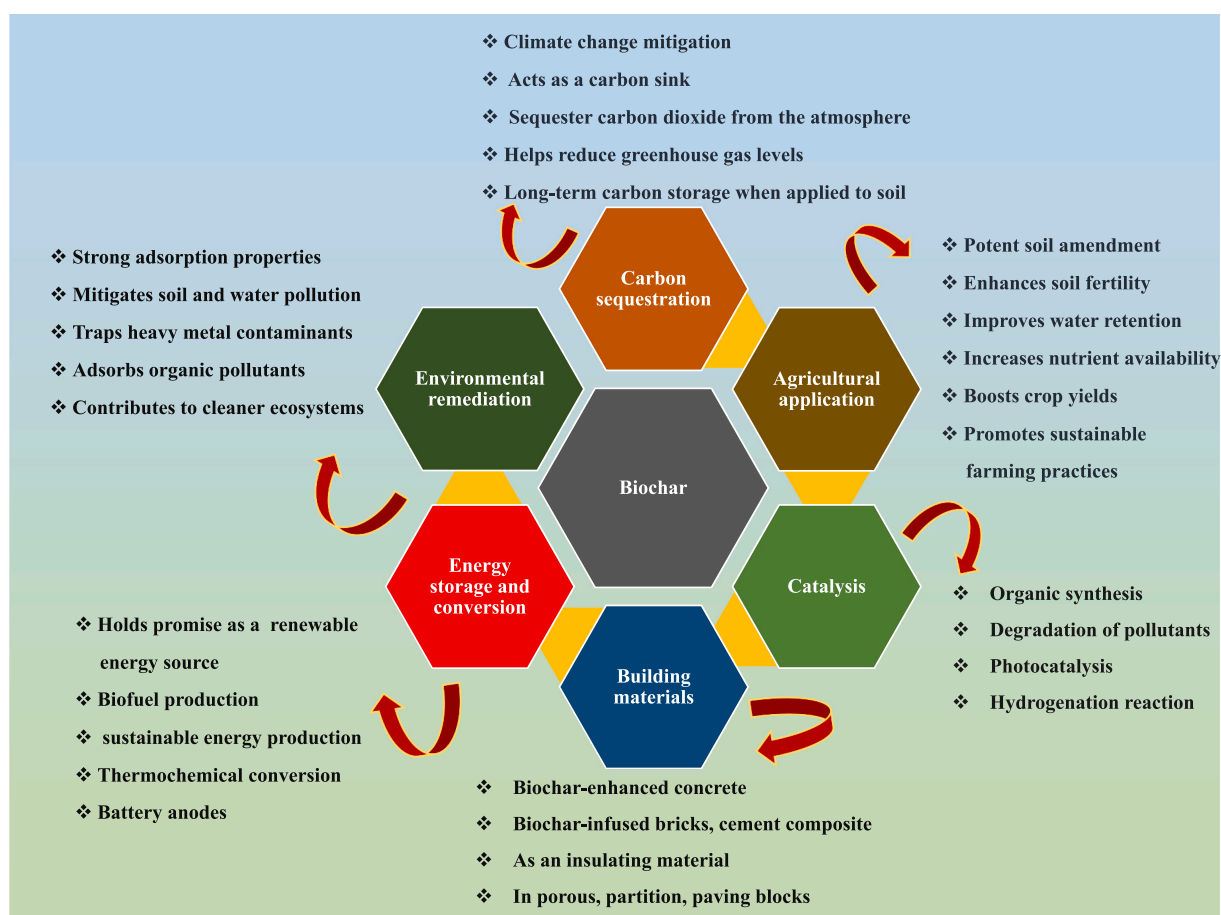 ❖ Climate change mitigation
❖ Acts as a carbon sink
❖ Sequester carbon dioxide from the atmosphere
❖ Helps reduce greenhouse gas levels
❖ Long-term carbon storage when applied to soil
Carbon
sequestration
❖ Strong adsorption properties
❖ Mitigates soil and water pollution
❖ Traps heavy metal contaminants
❖ Adsorbs organic pollutants
❖ Contributes to cleaner ecosystems
Environmental
remediation
Agricultural
application
❖ Potent soil amendment
❖ Enhances soil fertility
❖ Improves water retention
❖ Increases nutrient availability
❖ Boosts crop yields
❖ Promotes sustainable
farming practices
Biochar
Energy
storage and
conversion
Catalysis
❖ Organic synthesis
❖ Degradation of pollutants
❖ Photocatalysis
❖ Hydrogenation reaction
❖ Holds promise as a renewable
energy source
❖ Biofuel production
❖ sustainable energy production
❖ Thermochemical conversion
❖ Battery anodes
Building
materials
❖ Biochar-enhanced concrete
❖ Biochar-infused bricks, cement composite
❖ As an insulating material
❖ In porous, partition, paving blocks